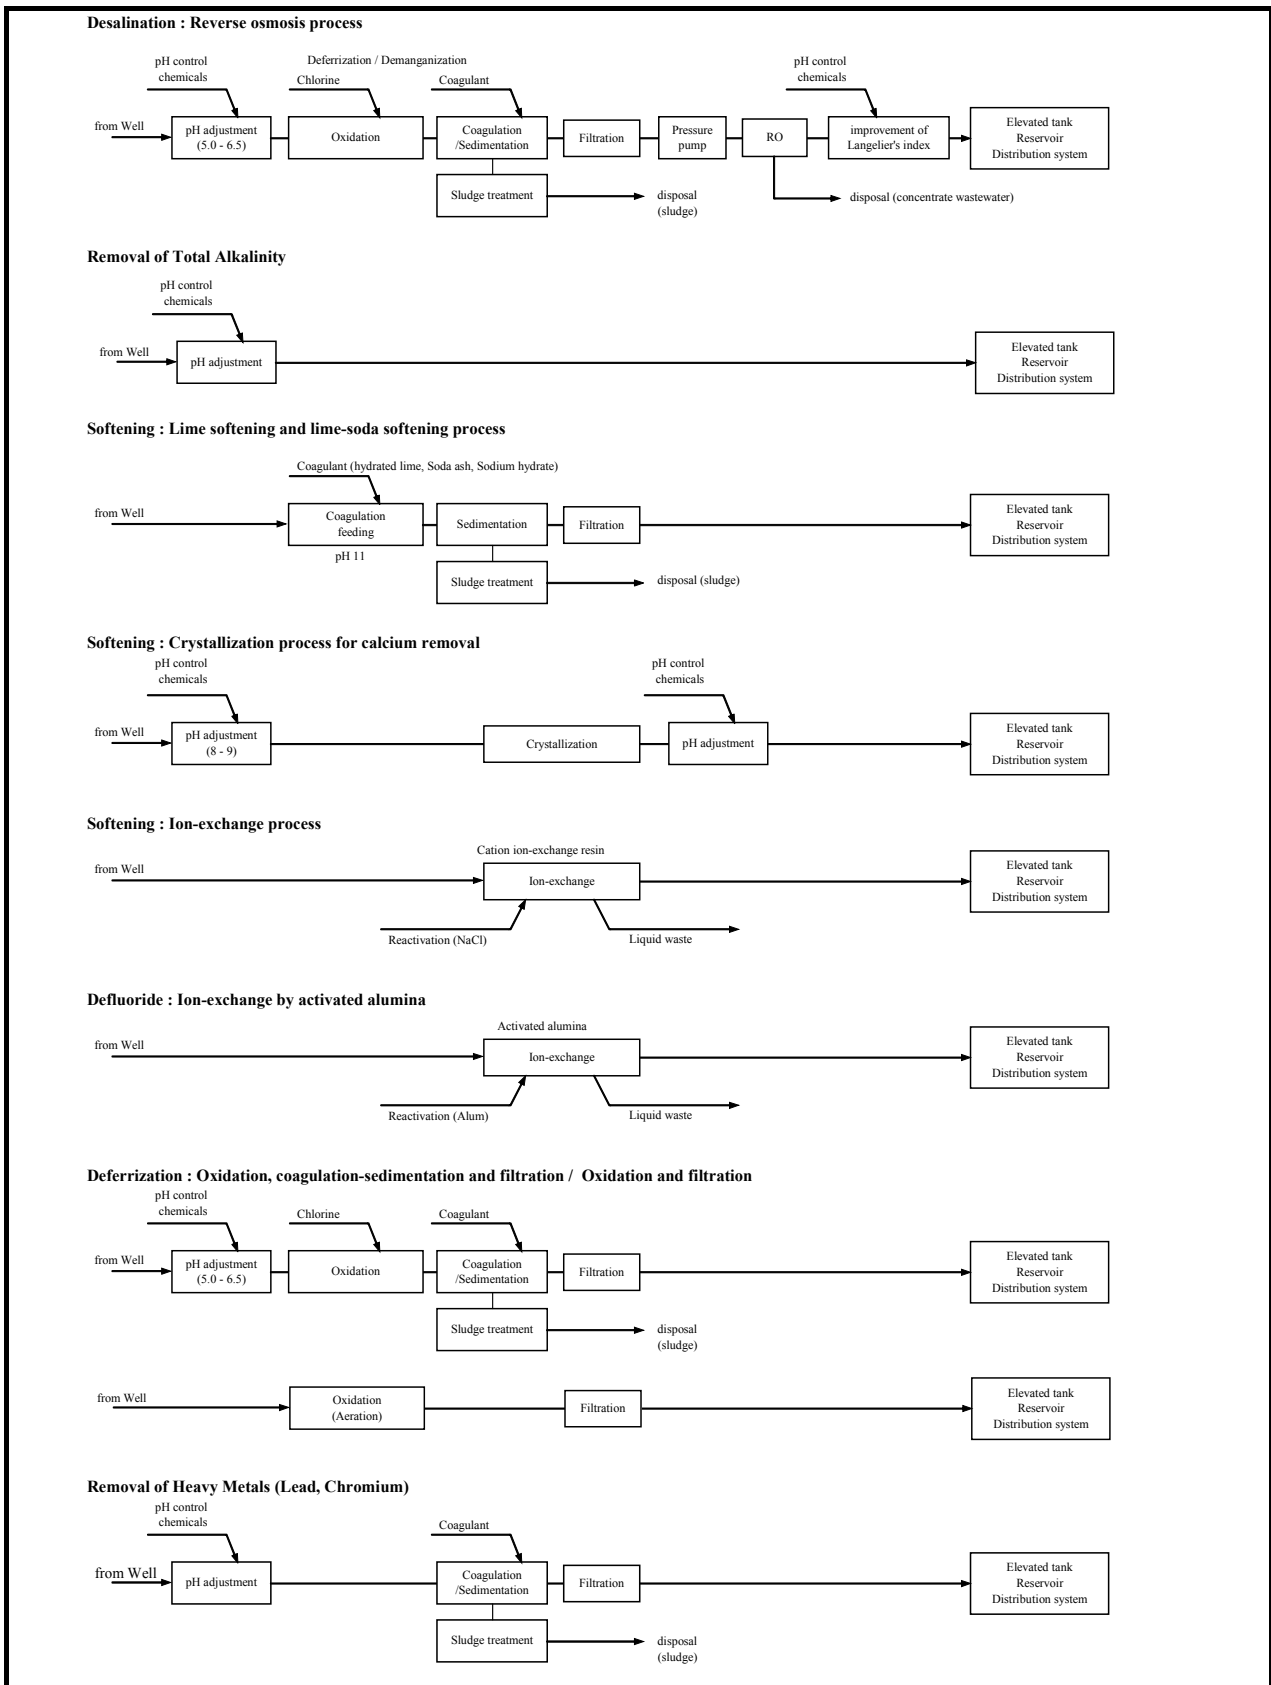 Desalination : Reverse osmosis process
pH control
chemicals
Deferrization / Demanganization
Chlorine
Coagulant
pH control
chemicals
from Well
pH adjustment
(5.0 - 6.5)
Oxidation
Coagulation
/Sedimentation
Filtration
Pressure
pump
RO
improvement of
Langelier's index
Elevated tank
Reservoir
Distribution system
Sludge treatment
disposal
(sludge)
disposal (concentrate wastewater)
Removal of Total Alkalinity
pH control
chemicals
from Well
pH adjustment
Elevated tank
Reservoir
Distribution system
Softening : Lime softening and lime-soda softening process
Coagulant (hydrated lime, Soda ash, Sodium hydrate)
from Well
Coagulation
feeding
pH 11
Sedimentation
Filtration
Elevated tank
Reservoir
Distribution system
Sludge treatment
disposal (sludge)
Softening : Crystallization process for calcium removal
pH control
chemicals
pH control
chemicals
from Well
pH adjustment
(8 - 9)
Crystallization
pH adjustment
Elevated tank
Reservoir
Distribution system
Softening : Ion-exchange process
Cation ion-exchange resin
from Well
Ion-exchange
Elevated tank
Reservoir
Distribution system
Reactivation (NaCl)
Liquid waste
Defluoride : Ion-exchange by activated alumina
Activated alumina
from Well
Ion-exchange
Elevated tank
Reservoir
Distribution system
Reactivation (Alum)
Liquid waste
Deferrization : Oxidation, coagulation-sedimentation and filtration / Oxidation and filtration
pH control
chemicals
Chlorine
Coagulant
from Well
pH adjustment
(5.0 - 6.5)
Oxidation
Coagulation
/Sedimentation
Filtration
Elevated tank
Reservoir
Distribution system
Sludge treatment
disposal
(sludge)
from Well
Oxidation
(Aeration)
Filtration
Elevated tank
Reservoir
Distribution system
Removal of Heavy Metals (Lead, Chromium)
pH control
chemicals
Coagulant
from Well
pH adjustment
Coagulation
/Sedimentation
Filtration
Elevated tank
Reservoir
Distribution system
Sludge treatment
disposal
(sludge)